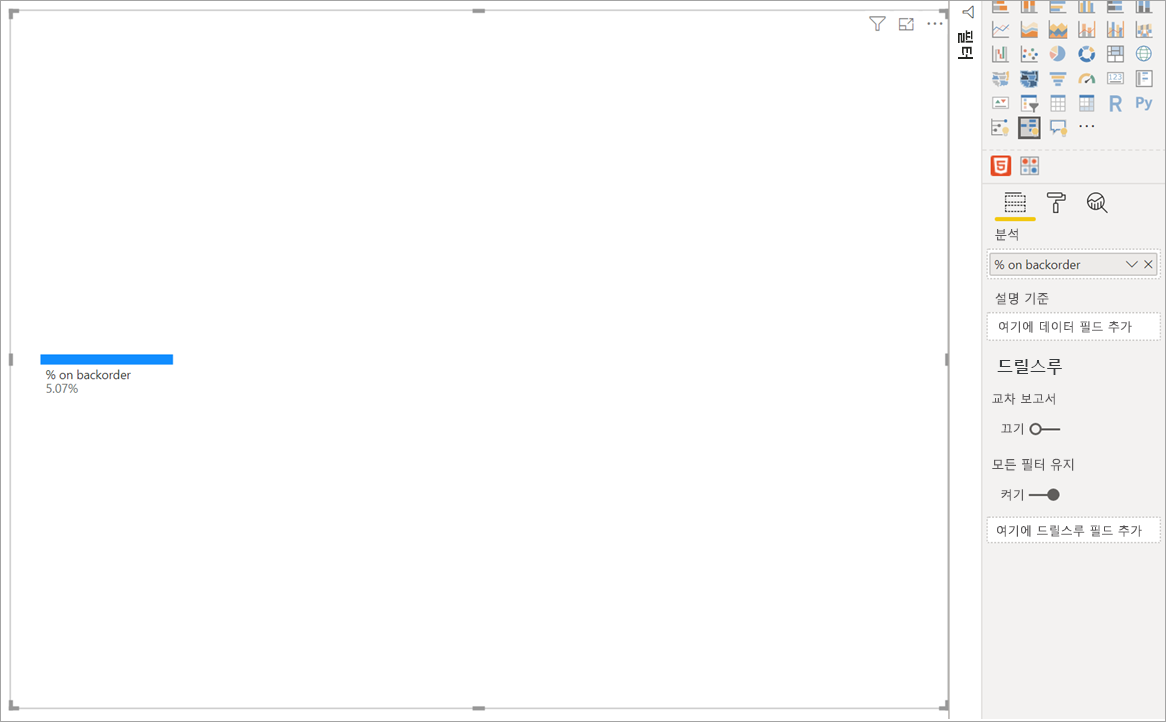 % on backorder
5.07%
필터
123
R
Py
5
분석
% on backorder
설명 기준
여기에 데이터 필드 추가
드릴스루
교차 보고서
끄기
모든 필터 유지
켜기
여기에 드릴스루 필드 추가